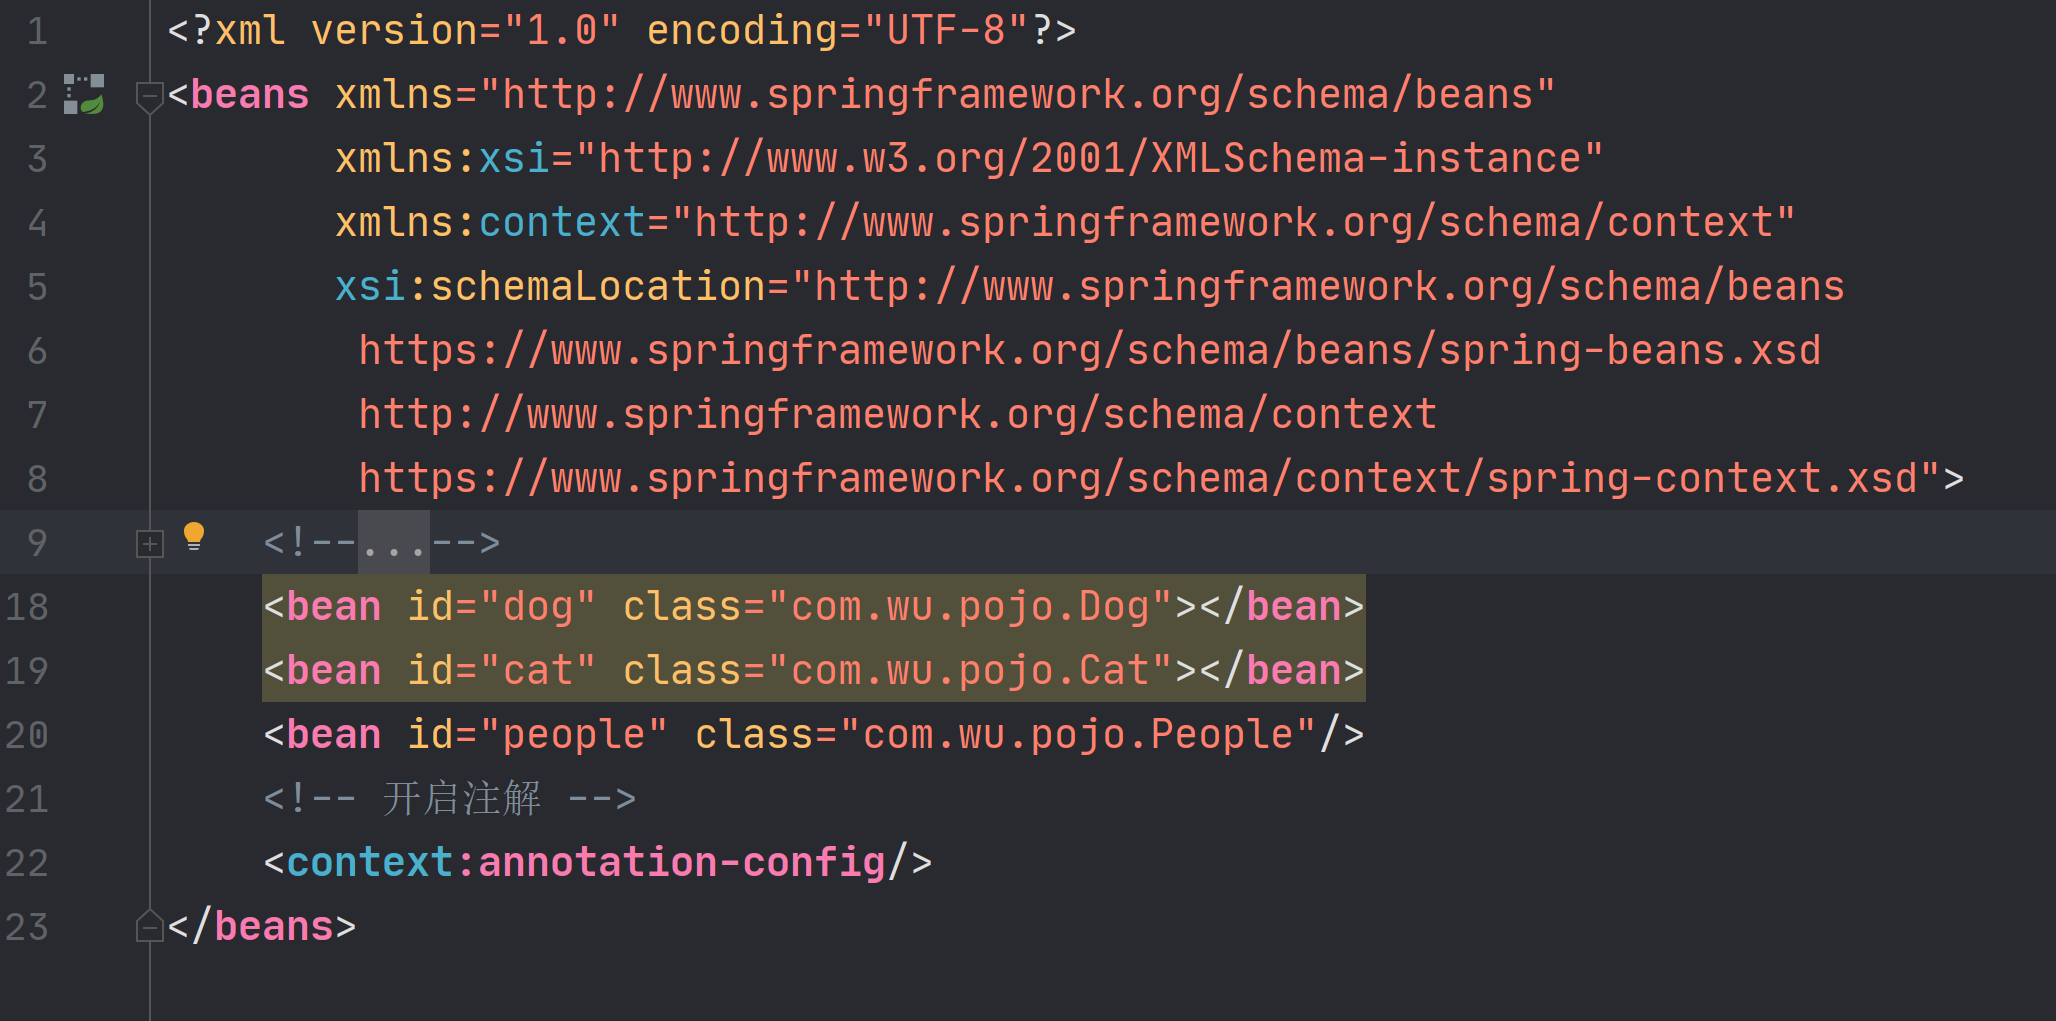 1 <?xml version="1.0" encoding="UTF-8"?>
2 <beans xmlns="http://www.springframework.org/schema/beans"
3 xmlns:xsi="http://www.w3.org/2001/XMLSchema-instance"
4 xmlns:context="http://www.springframework.org/schema/context"
5 xsi:schemaLocation="http://www.springframework.org/schema/beans
6 https://www.springframework.org/schema/beans/spring-beans.xsd
7 http://www.springframework.org/schema/context
8 https://www.springframework.org/schema/context/spring-context.xsd">
9 <!--...-->
18 <bean id="dog" class="com.wu.pojo.Dog"></bean>
19 <bean id="cat" class="com.wu.pojo.Cat"></bean>
20 <bean id="people" class="com.wu.pojo.People"/>
21 <!-- 开启注解 -->
22 <context:annotation-config/>
23 </beans>